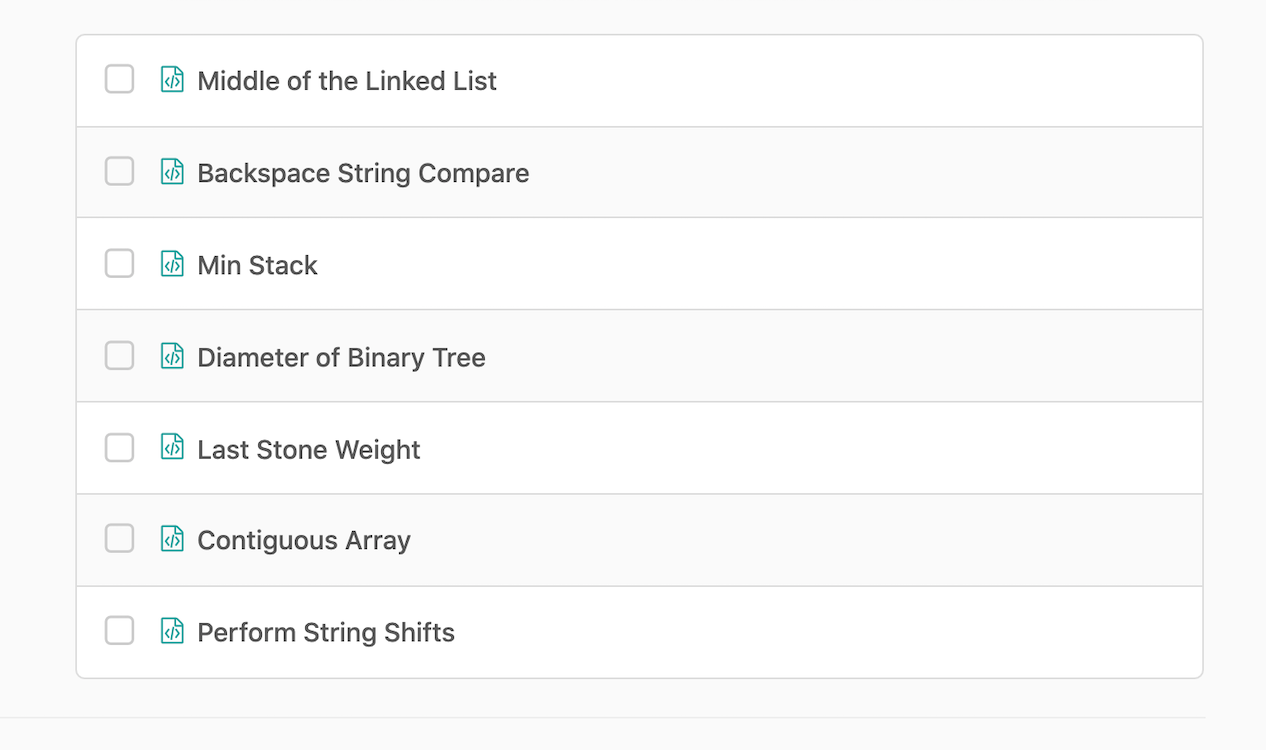 Middle of the Linked List
Backspace String Compare
Min Stack
Diameter of Binary Tree
Last Stone Weight
Contiguous Array
Perform String Shifts